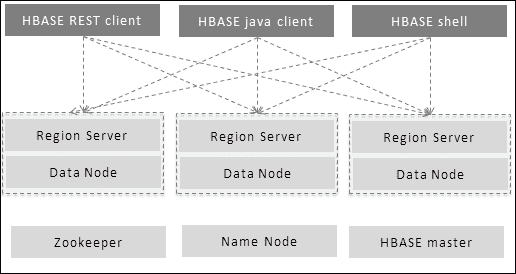 HBASE REST client
HBASE java client
HBASE shell
Region Server
Region Server
Region Server
Data Node
Data Node
Data Node
Zookeeper
Name Node
HBASE master